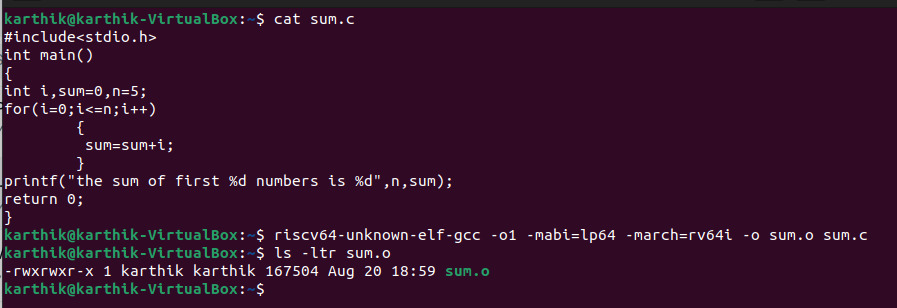 karthik@karthik-VirtualBox:~$ cat sum.c
#include<stdio.h>
int main()
{
int i,sum=0,n=5;
for(i=0;i<=n;i++)
        {
         sum=sum+i;
        }
printf("the sum of first %d numbers is %d",n,sum);
return 0;
}
karthik@karthik-VirtualBox:~$ riscv64-unknown-elf-gcc -o1 -mabi=lp64 -march=rv64i -o sum.o sum.c
karthik@karthik-VirtualBox:~$ ls -ltr sum.o
-rwxrwxr-x 1 karthik karthik 167504 Aug 20 18:59 sum.o
karthik@karthik-VirtualBox:~$